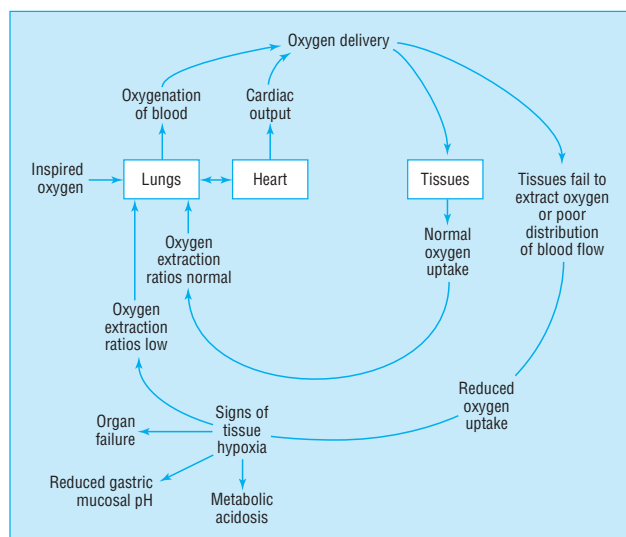 Oxygen delivery
Oxygenation
of blood
Cardiac
output
Inspired
oxygen
Lungs
Heart
Tissues
Tissues fail to
extract oxygen
or poor
distribution
of blood flow
Normal
oxygen
uptake
Oxygen
extraction
ratios normal
Oxygen
extraction
ratios low
Reduced
oxygen
uptake
Signs of
tissue
hypoxia
Organ
failure
Reduced gastric
mucosal pH
Metabolic
acidosis